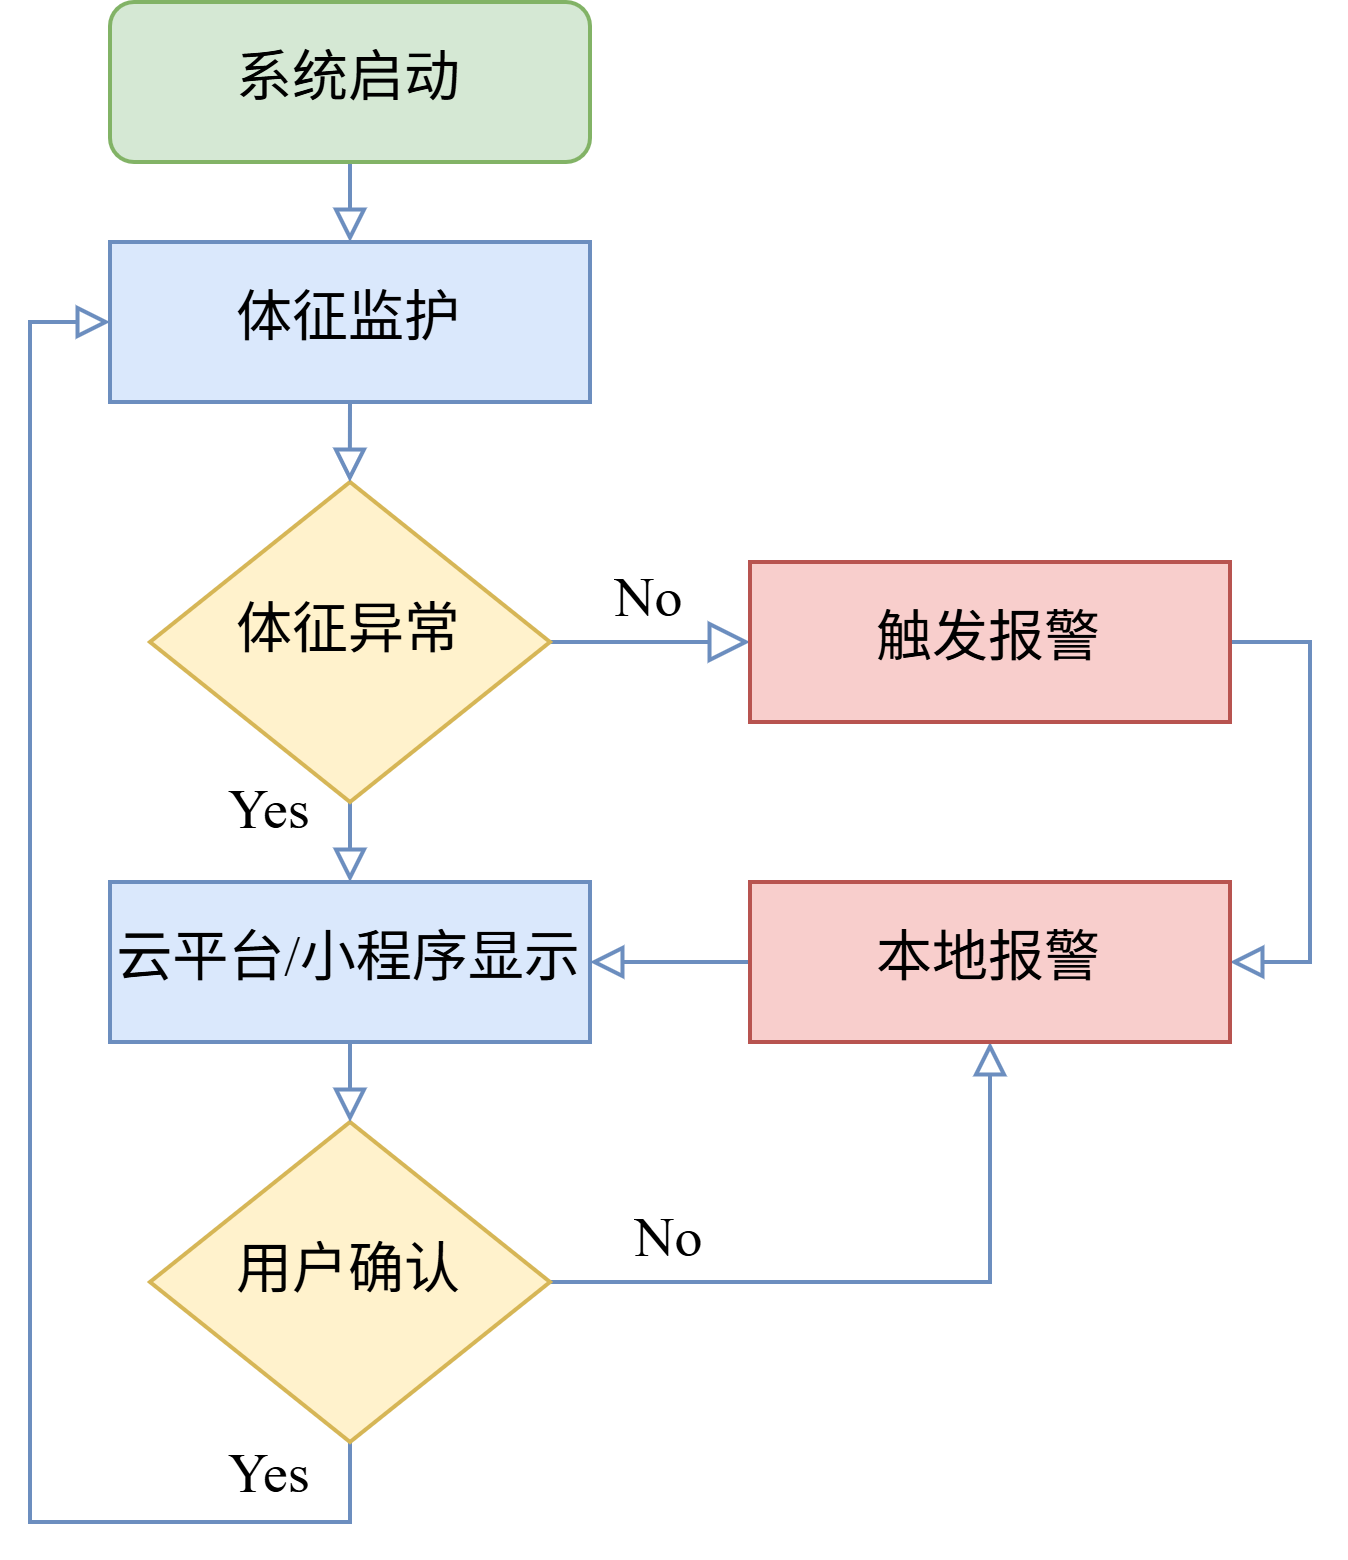 系统启动
体征监护
体征异常
No
触发报警
Yes
云平台/小程序显示
本地报警
用户确认
No
Yes